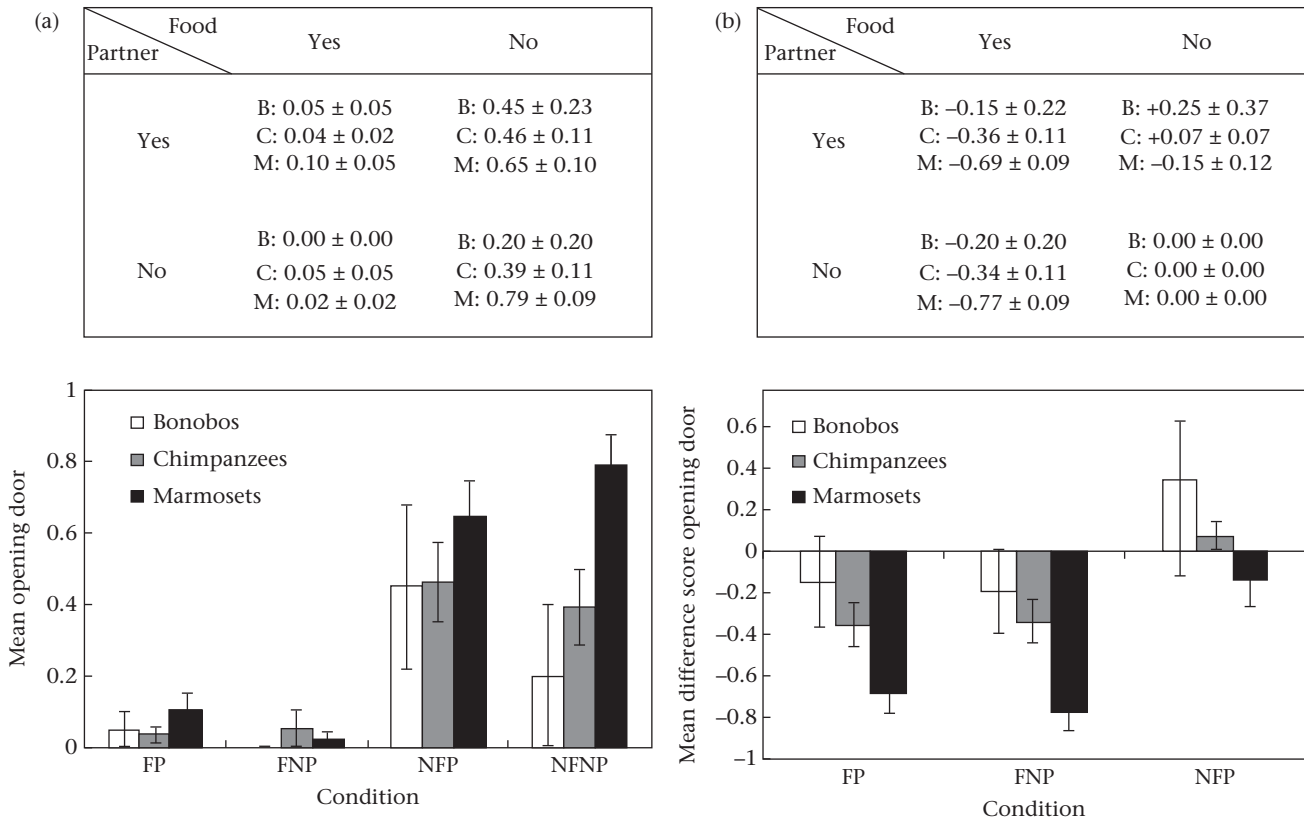 (a)
Food
Partner
Yes
No
Yes
B: 0.05 ± 0.05
C: 0.04 ± 0.02
M: 0.10 ± 0.05
B: 0.45 ± 0.23
C: 0.46 ± 0.11
M: 0.65 ± 0.10
No
B: 0.00 ± 0.00
C: 0.05 ± 0.05
M: 0.02 ± 0.02
B: 0.20 ± 0.20
C: 0.39 ± 0.11
M: 0.79 ± 0.09
Mean opening door
1
0.8
0.6
0.4
0.2
0
Bonobos
Chimpanzees
Marmosets
FP
FNP
NFP
NFNP
Condition
(b)
Food
Partner
Yes
No
Yes
B: –0.15 ± 0.22
C: –0.36 ± 0.11
M: –0.69 ± 0.09
B: +0.25 ± 0.37
C: +0.07 ± 0.07
M: –0.15 ± 0.12
No
B: –0.20 ± 0.20
C: –0.34 ± 0.11
M: –0.77 ± 0.09
B: 0.00 ± 0.00
C: 0.00 ± 0.00
M: 0.00 ± 0.00
Mean difference score opening door
0.6
0.4
0.2
0
–0.2
–0.4
–0.6
–0.8
–1
Bonobos
Chimpanzees
Marmosets
FP
FNP
NFP
Condition